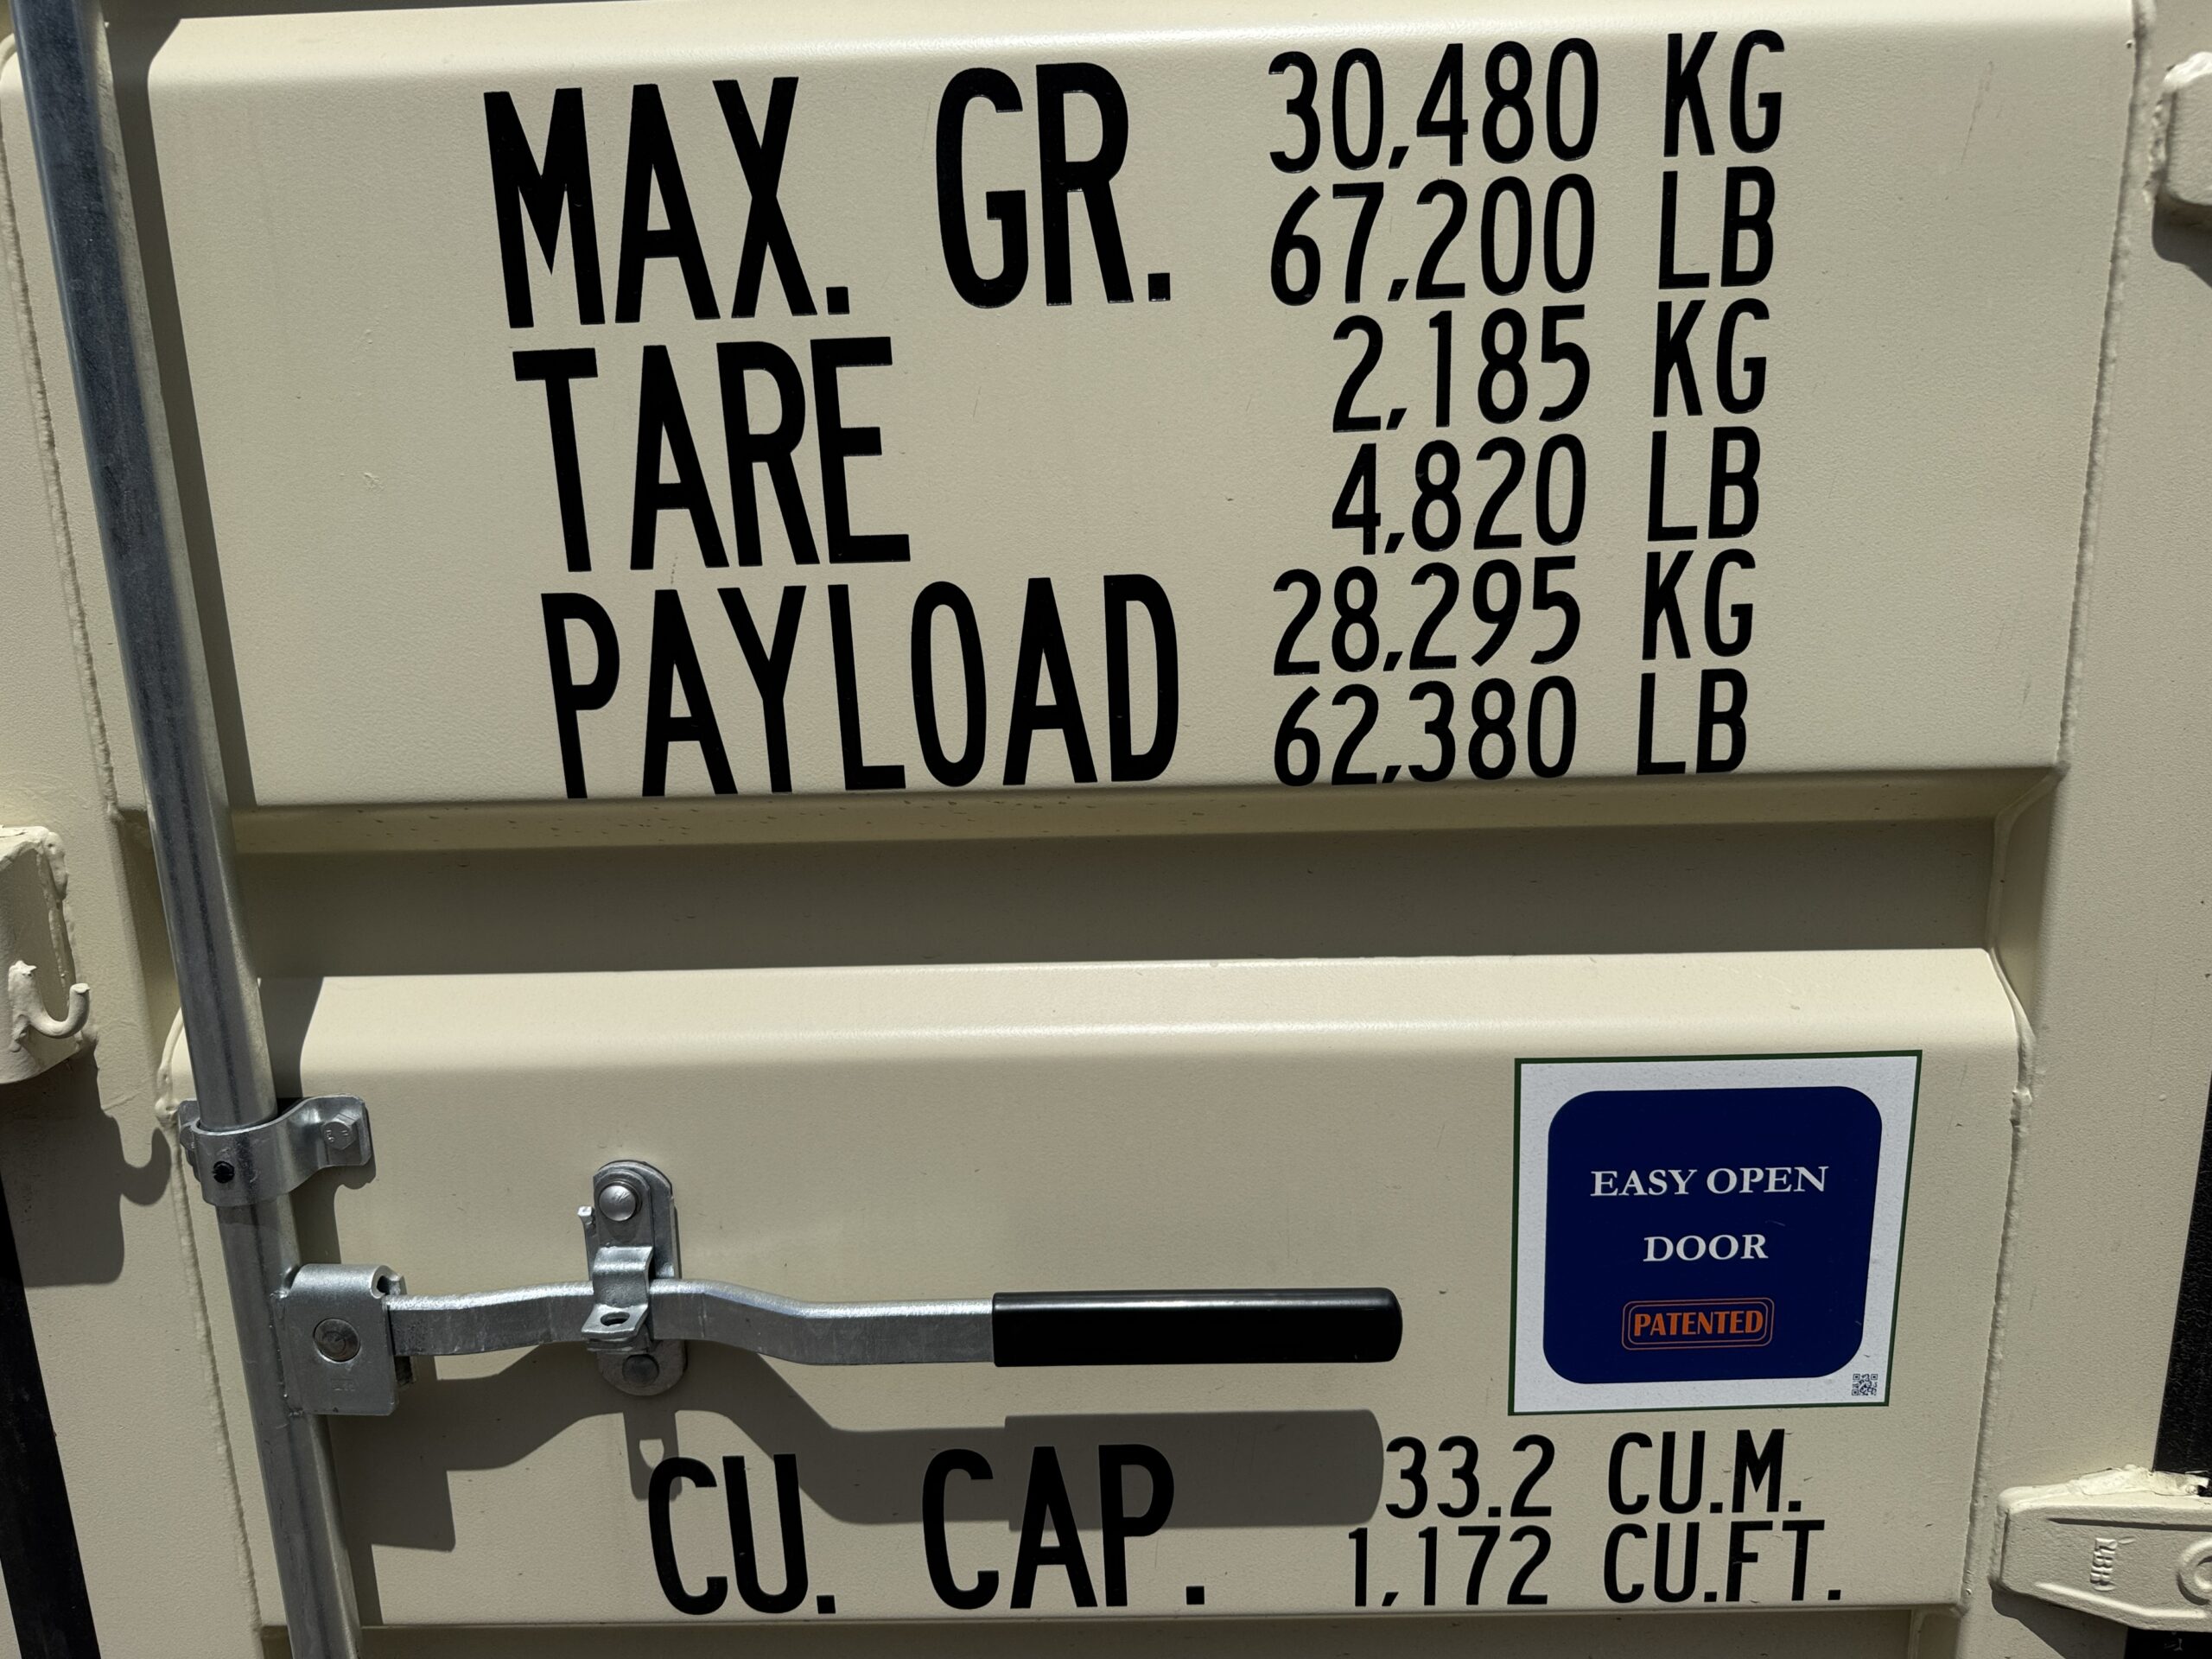 MAX. GR. 30,480 KG
67,200 LB
TARE 2,185 KG
4,820 LB
PAYLOAD 28,295 KG
62,380 LB
EASY OPEN
DOOR
PATENTED
CU. CAP. 33.2 CU.M.
1,172 CU.FT.